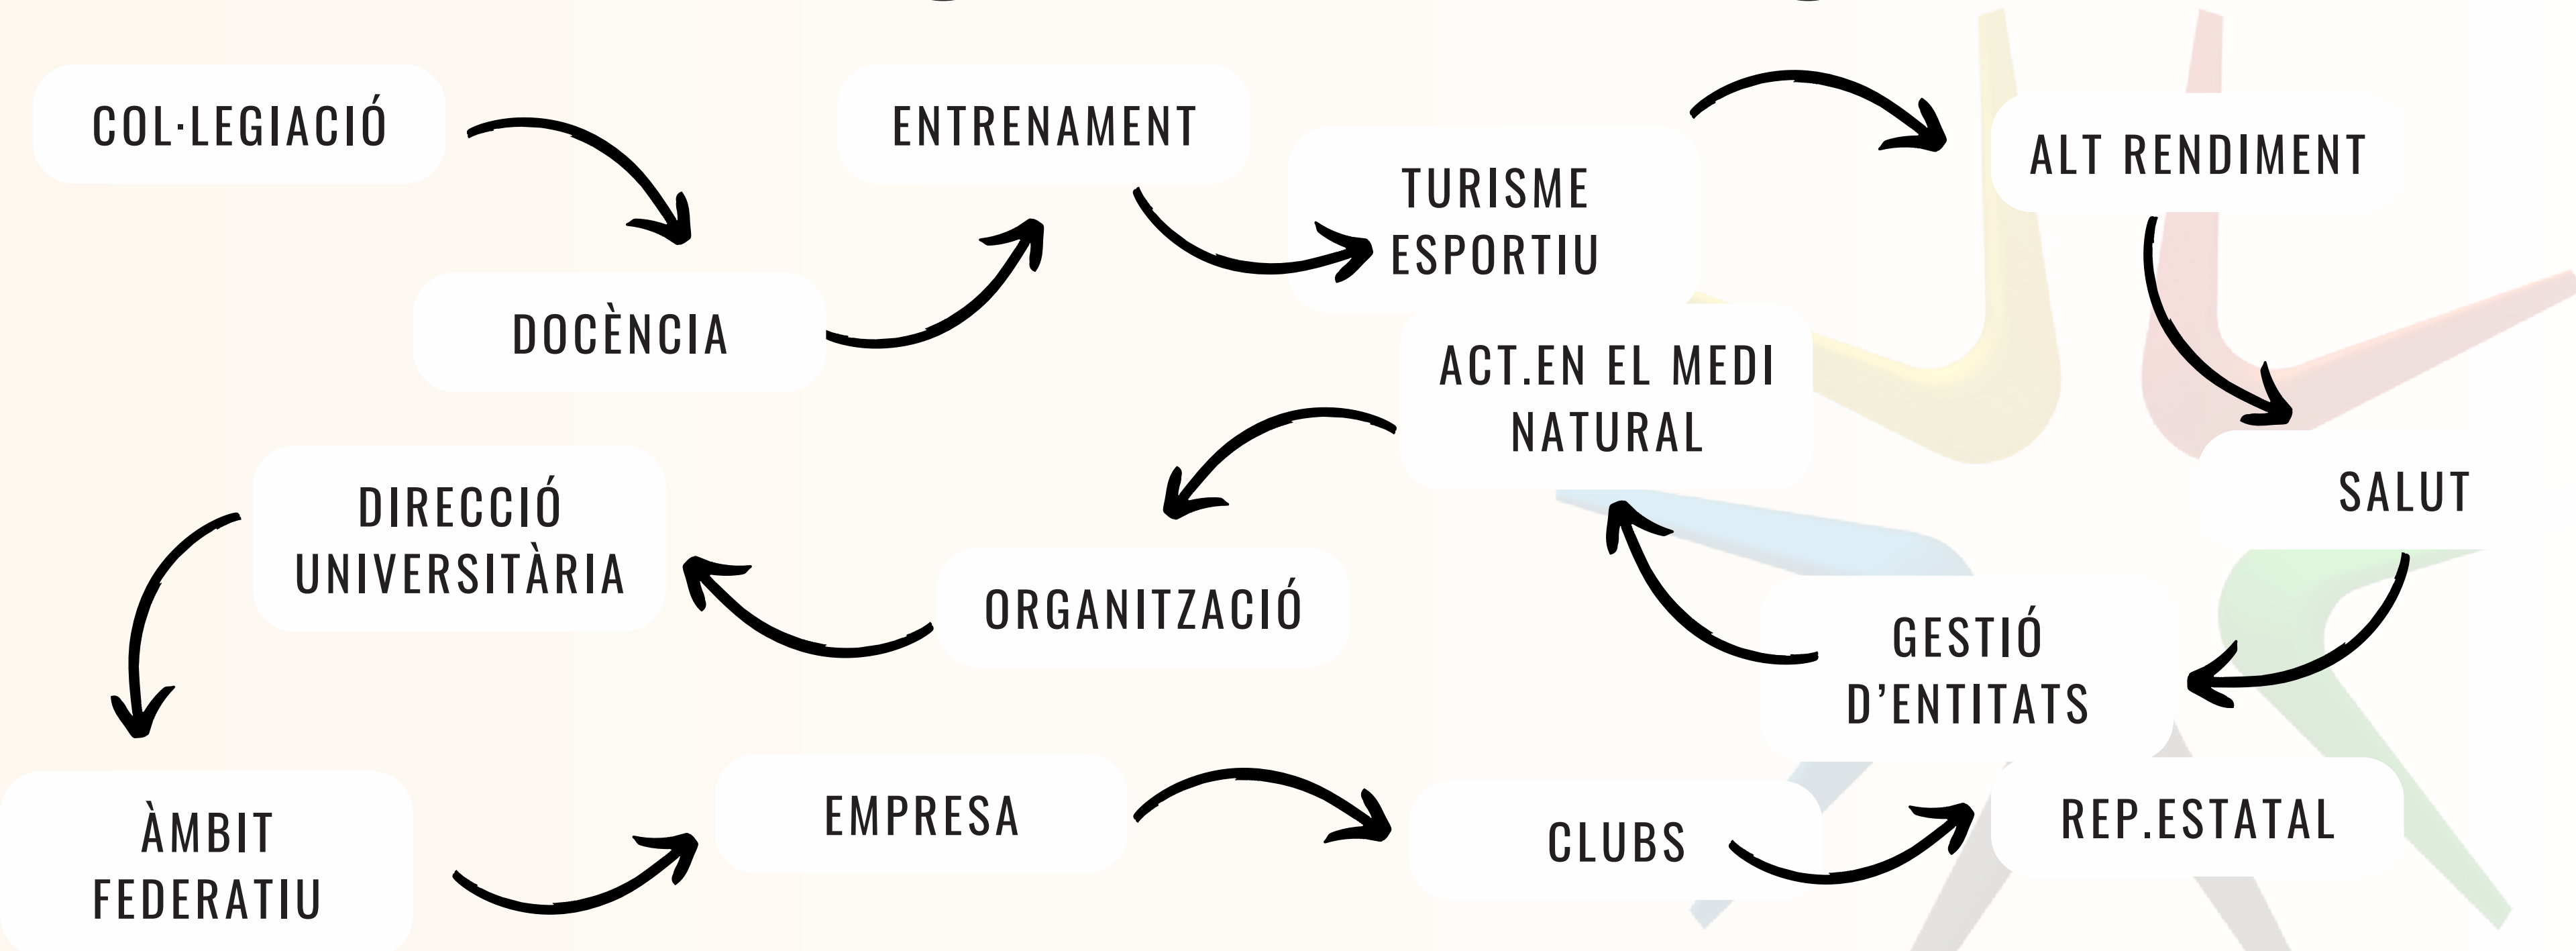 COL·LEGIACIÓ
DOCÈNCIA
ENTRENAMENT
TURISME
ESPORTIU
ALT RENDIMENT
SALUT
GESTIÓ
D’ENTITATS
ACT.EN EL MEDI
NATURAL
ORGANITZACIÓ
DIRECCIÓ
UNIVERSITÀRIA
ÀMBIT
FEDERATIU
EMPRESA
CLUBS
REP.ESTATAL